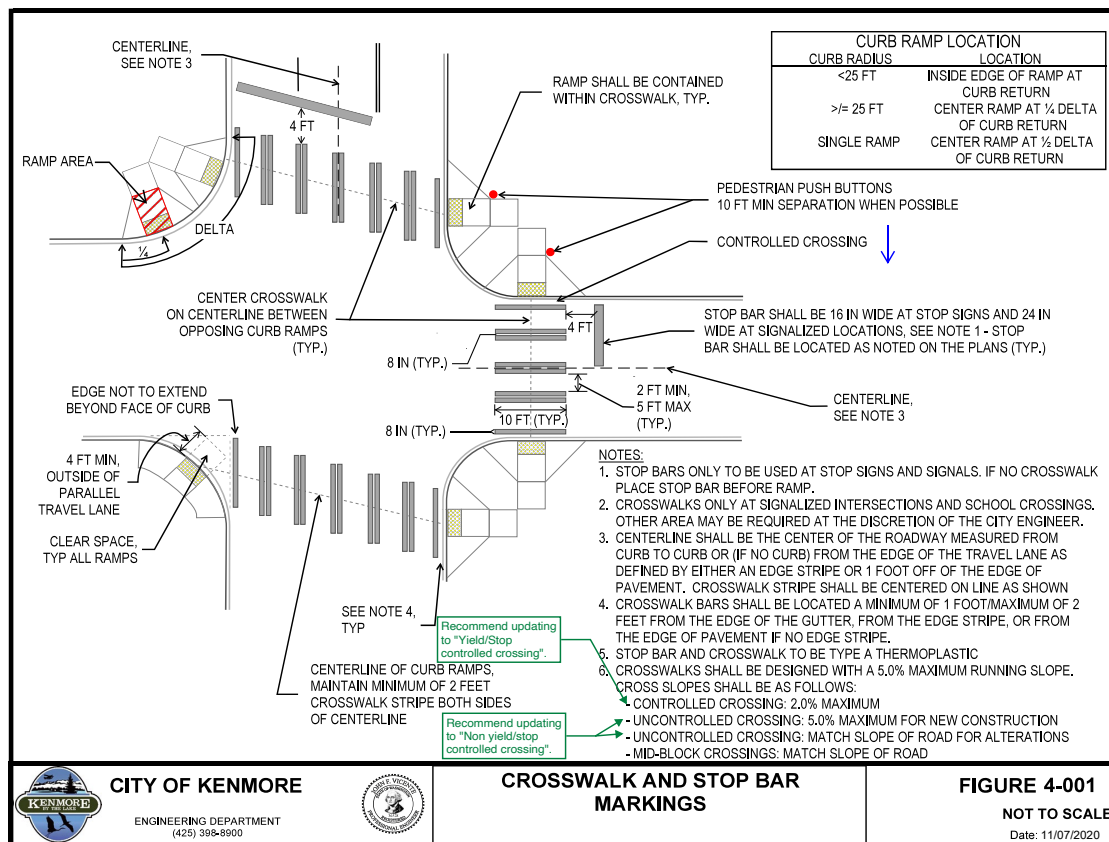 CENTERLINE,
SEE NOTE 3
4 FT
RAMP AREA
DELTA
¼
RAMP SHALL BE CONTAINED
WITHIN CROSSWALK, TYP.
CURB RAMP LOCATION
CURB RADIUS LOCATION
<25 FT INSIDE EDGE OF RAMP AT
CURB RETURN
>/= 25 FT CENTER RAMP AT ¼ DELTA
OF CURB RETURN
SINGLE RAMP CENTER RAMP AT ½ DELTA
OF CURB RETURN
PEDESTRIAN PUSH BUTTONS
10 FT MIN SEPARATION WHEN POSSIBLE
CONTROLLED CROSSING
CENTER CROSSWALK
ON CENTERLINE BETWEEN
OPPOSING CURB RAMPS
(TYP.)
4 FT
STOP BAR SHALL BE 16 IN WIDE AT STOP SIGNS AND 24 IN
WIDE AT SIGNALIZED LOCATIONS, SEE NOTE 1 - STOP
BAR SHALL BE LOCATED AS NOTED ON THE PLANS (TYP.)
8 IN (TYP.)
2 FT MIN,
5 FT MAX
(TYP.)
CENTERLINE,
SEE NOTE 3
10 FT (TYP.)
8 IN (TYP.)
EDGE NOT TO EXTEND
BEYOND FACE OF CURB
4 FT MIN,
OUTSIDE OF
PARALLEL
TRAVEL LANE
CLEAR SPACE,
TYP ALL RAMPS
SEE NOTE 4,
TYP
CENTERLINE OF CURB RAMPS,
MAINTAIN MINIMUM OF 2 FEET
CROSSWALK STRIPE BOTH SIDES
OF CENTERLINE
Recommend updating
to "Yield/Stop
controlled crossing".
Recommend updating
to "Non yield/stop
controlled crossing".
NOTES:
1. STOP BARS ONLY TO BE USED AT STOP SIGNS AND SIGNALS. IF NO CROSSWALK
PLACE STOP BAR BEFORE RAMP.
2. CROSSWALKS ONLY AT SIGNALIZED INTERSECTIONS AND SCHOOL CROSSINGS.
OTHER AREA MAY BE REQUIRED AT THE DISCRETION OF THE CITY ENGINEER.
3. CENTERLINE SHALL BE THE CENTER OF THE ROADWAY MEASURED FROM
CURB TO CURB OR (IF NO CURB) FROM THE EDGE OF THE TRAVEL LANE AS
DEFINED BY EITHER AN EDGE STRIPE OR 1 FOOT OFF OF THE EDGE OF
PAVEMENT. CROSSWALK STRIPE SHALL BE CENTERED ON LINE AS SHOWN
4. CROSSWALK BARS SHALL BE LOCATED A MINIMUM OF 1 FOOT/MAXIMUM OF 2
FEET FROM THE EDGE OF THE GUTTER, FROM THE EDGE STRIPE, OR FROM
THE EDGE OF PAVEMENT IF NO EDGE STRIPE.
5. STOP BAR AND CROSSWALK TO BE TYPE A THERMOPLASTIC
6. CROSSWALKS SHALL BE DESIGNED WITH A 5.0% MAXIMUM RUNNING SLOPE.
CROSS SLOPES SHALL BE AS FOLLOWS:
- CONTROLLED CROSSING: 2.0% MAXIMUM
- UNCONTROLLED CROSSING: 5.0% MAXIMUM FOR NEW CONSTRUCTION
- UNCONTROLLED CROSSING: MATCH SLOPE OF ROAD FOR ALTERATIONS
- MID-BLOCK CROSSINGS: MATCH SLOPE OF ROAD
KENMORE
BY THE LAKE
CITY OF KENMORE
ENGINEERING DEPARTMENT
(425) 398-8900
JOHN F. VICENTE
PROFESSIONAL ENGINEER
CROSSWALK AND STOP BAR
MARKINGS
FIGURE 4-001
NOT TO SCALE
Date: 11/07/2020